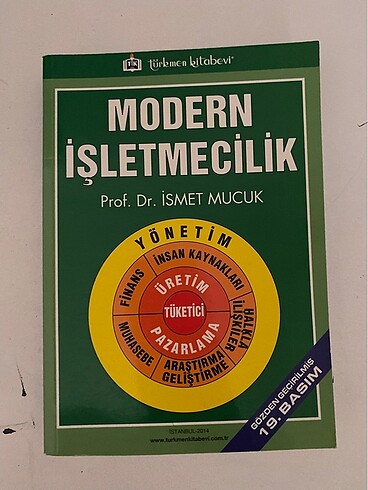 TK türkmen kitabevi®
MODERN
İŞLETMECİLİK
Prof. Dr. İSMET MUCUK
YÖNETİM
İNSAN KAYNAKLARI
FİNANS
ÜRETİM
HALKLA
İLİŞKİLER
TÜKETİCİ
MUHASEBE
PAZARLAMA
ARAŞTIRMA
GELİŞTİRME
GÖZDEN GEÇİRİLMİŞ
19. BASIM
İSTANBUL-2014
www.turkmenkitabevi.com.tr